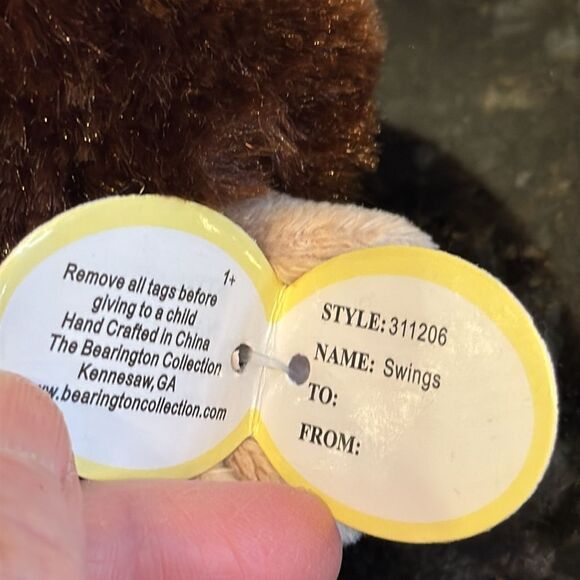 1+
Remove all tags before
giving to a child
Hand Crafted in China
The Bearington Collection
Kennesaw, GA
w.bearingtoncollection.com
STYLE: 311206
NAME: Swings
TO:
FROM: